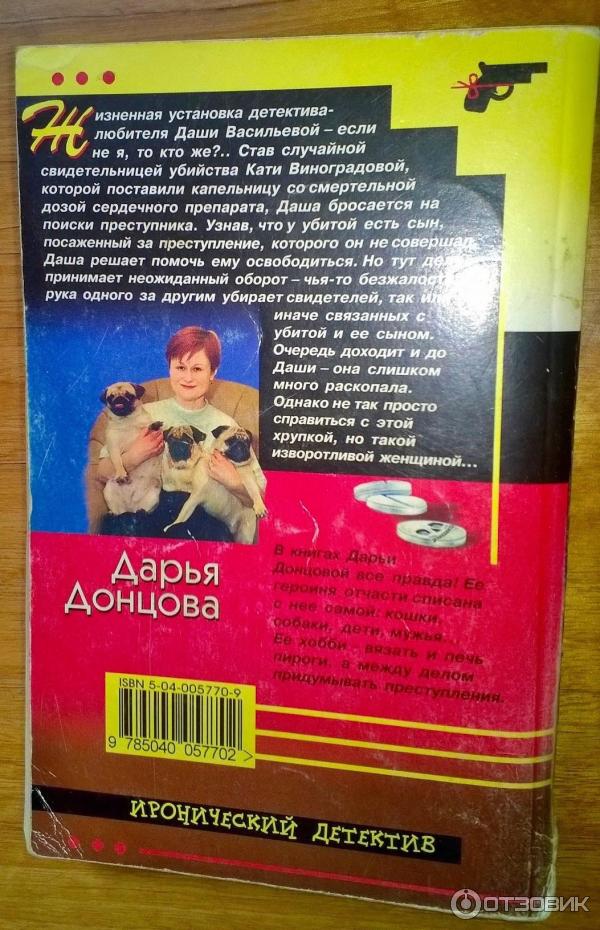 Жизненная установка детектива-
любителя Даши Васильевой – если
не я, то кто же?.. Став случайной
свидетельницей убийства Кати Виноградовой,
которой поставили капельницу со смертельной
дозой сердечного препарата, Даша бросается на
поиски преступника. Узнав, что у убитой есть сын,
посаженный за преступление, которого он не совершал,
Даша решает помочь ему освободиться. Но тут дело
принимает неожиданный оборот – чья-то
рука одного за другим убирает свидетелей, так или
иначе связанных с
убитой и ее сыном.
Очередь доходит и до
Даши – она слишком
много раскопала.
Однако не так просто
справиться с этой
хрупкой, но такой
изворотливой женщиной...
Дарья
Донцова
В книгах Дарьи
Донцовой все правда! Ее
героиня отчасти списана
с нее самой: кошки,
собаки, дети, мужья...
Ее хобби - вязать и печь
пироги, а между делом
придумывать преступления.
ISBN 5-04-005770-9
9 785040 057702 >
ИРОНИЧЕСКИЙ ДЕТЕКТИВ
ОТЗОВИК